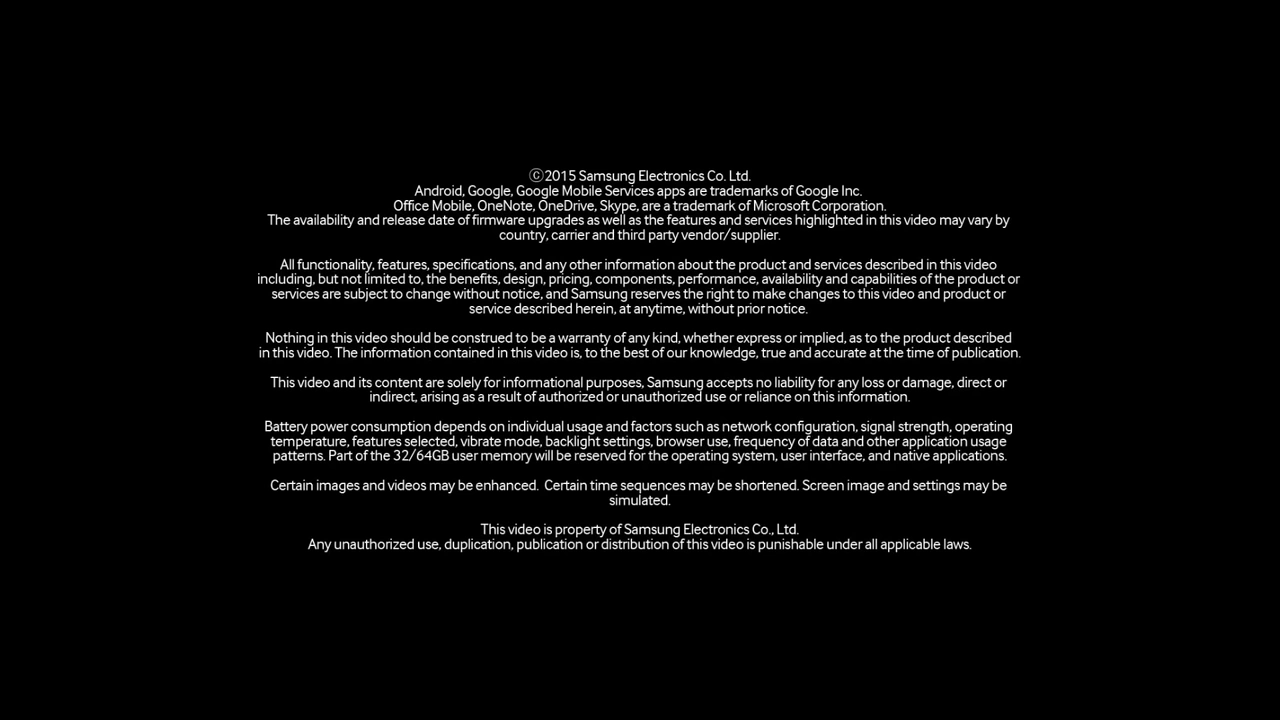 Ⓒ2015 Samsung Electronics Co. Ltd.
Android, Google, Google Mobile Services apps are trademarks of Google Inc.
Office Mobile, OneNote, OneDrive, Skype, are a trademark of Microsoft Corporation.
The availability and release date of firmware upgrades as well as the features and services highlighted in this video may vary by
country, carrier and third party vendor/supplier.
All functionality, features, specifications, and any other information about the product and services described in this video
including, but not limited to, the benefits, design, pricing, components, performance, availability and capabilities of the product or
services are subject to change without notice, and Samsung reserves the right to make changes to this video and product or
service described herein, at anytime, without prior notice.
Nothing in this video should be construed to be a warranty of any kind, whether express or implied, as to the product described
in this video. The information contained in this video is, to the best of our knowledge, true and accurate at the time of publication.
This video and its content are solely for informational purposes, Samsung accepts no liability for any loss or damage, direct or
indirect, arising as a result of authorized or unauthorized use or reliance on this information.
Battery power consumption depends on individual usage and factors such as network configuration, signal strength, operating
temperature, features selected, vibrate mode, backlight settings, browser use, frequency of data and other application usage
patterns. Part of the 32/64GB user memory will be reserved for the operating system, user interface, and native applications.
Certain images and videos may be enhanced.  Certain time sequences may be shortened. Screen image and settings may be
simulated.
This video is property of Samsung Electronics Co., Ltd.
Any unauthorized use, duplication, publication or distribution of this video is punishable under all applicable laws.